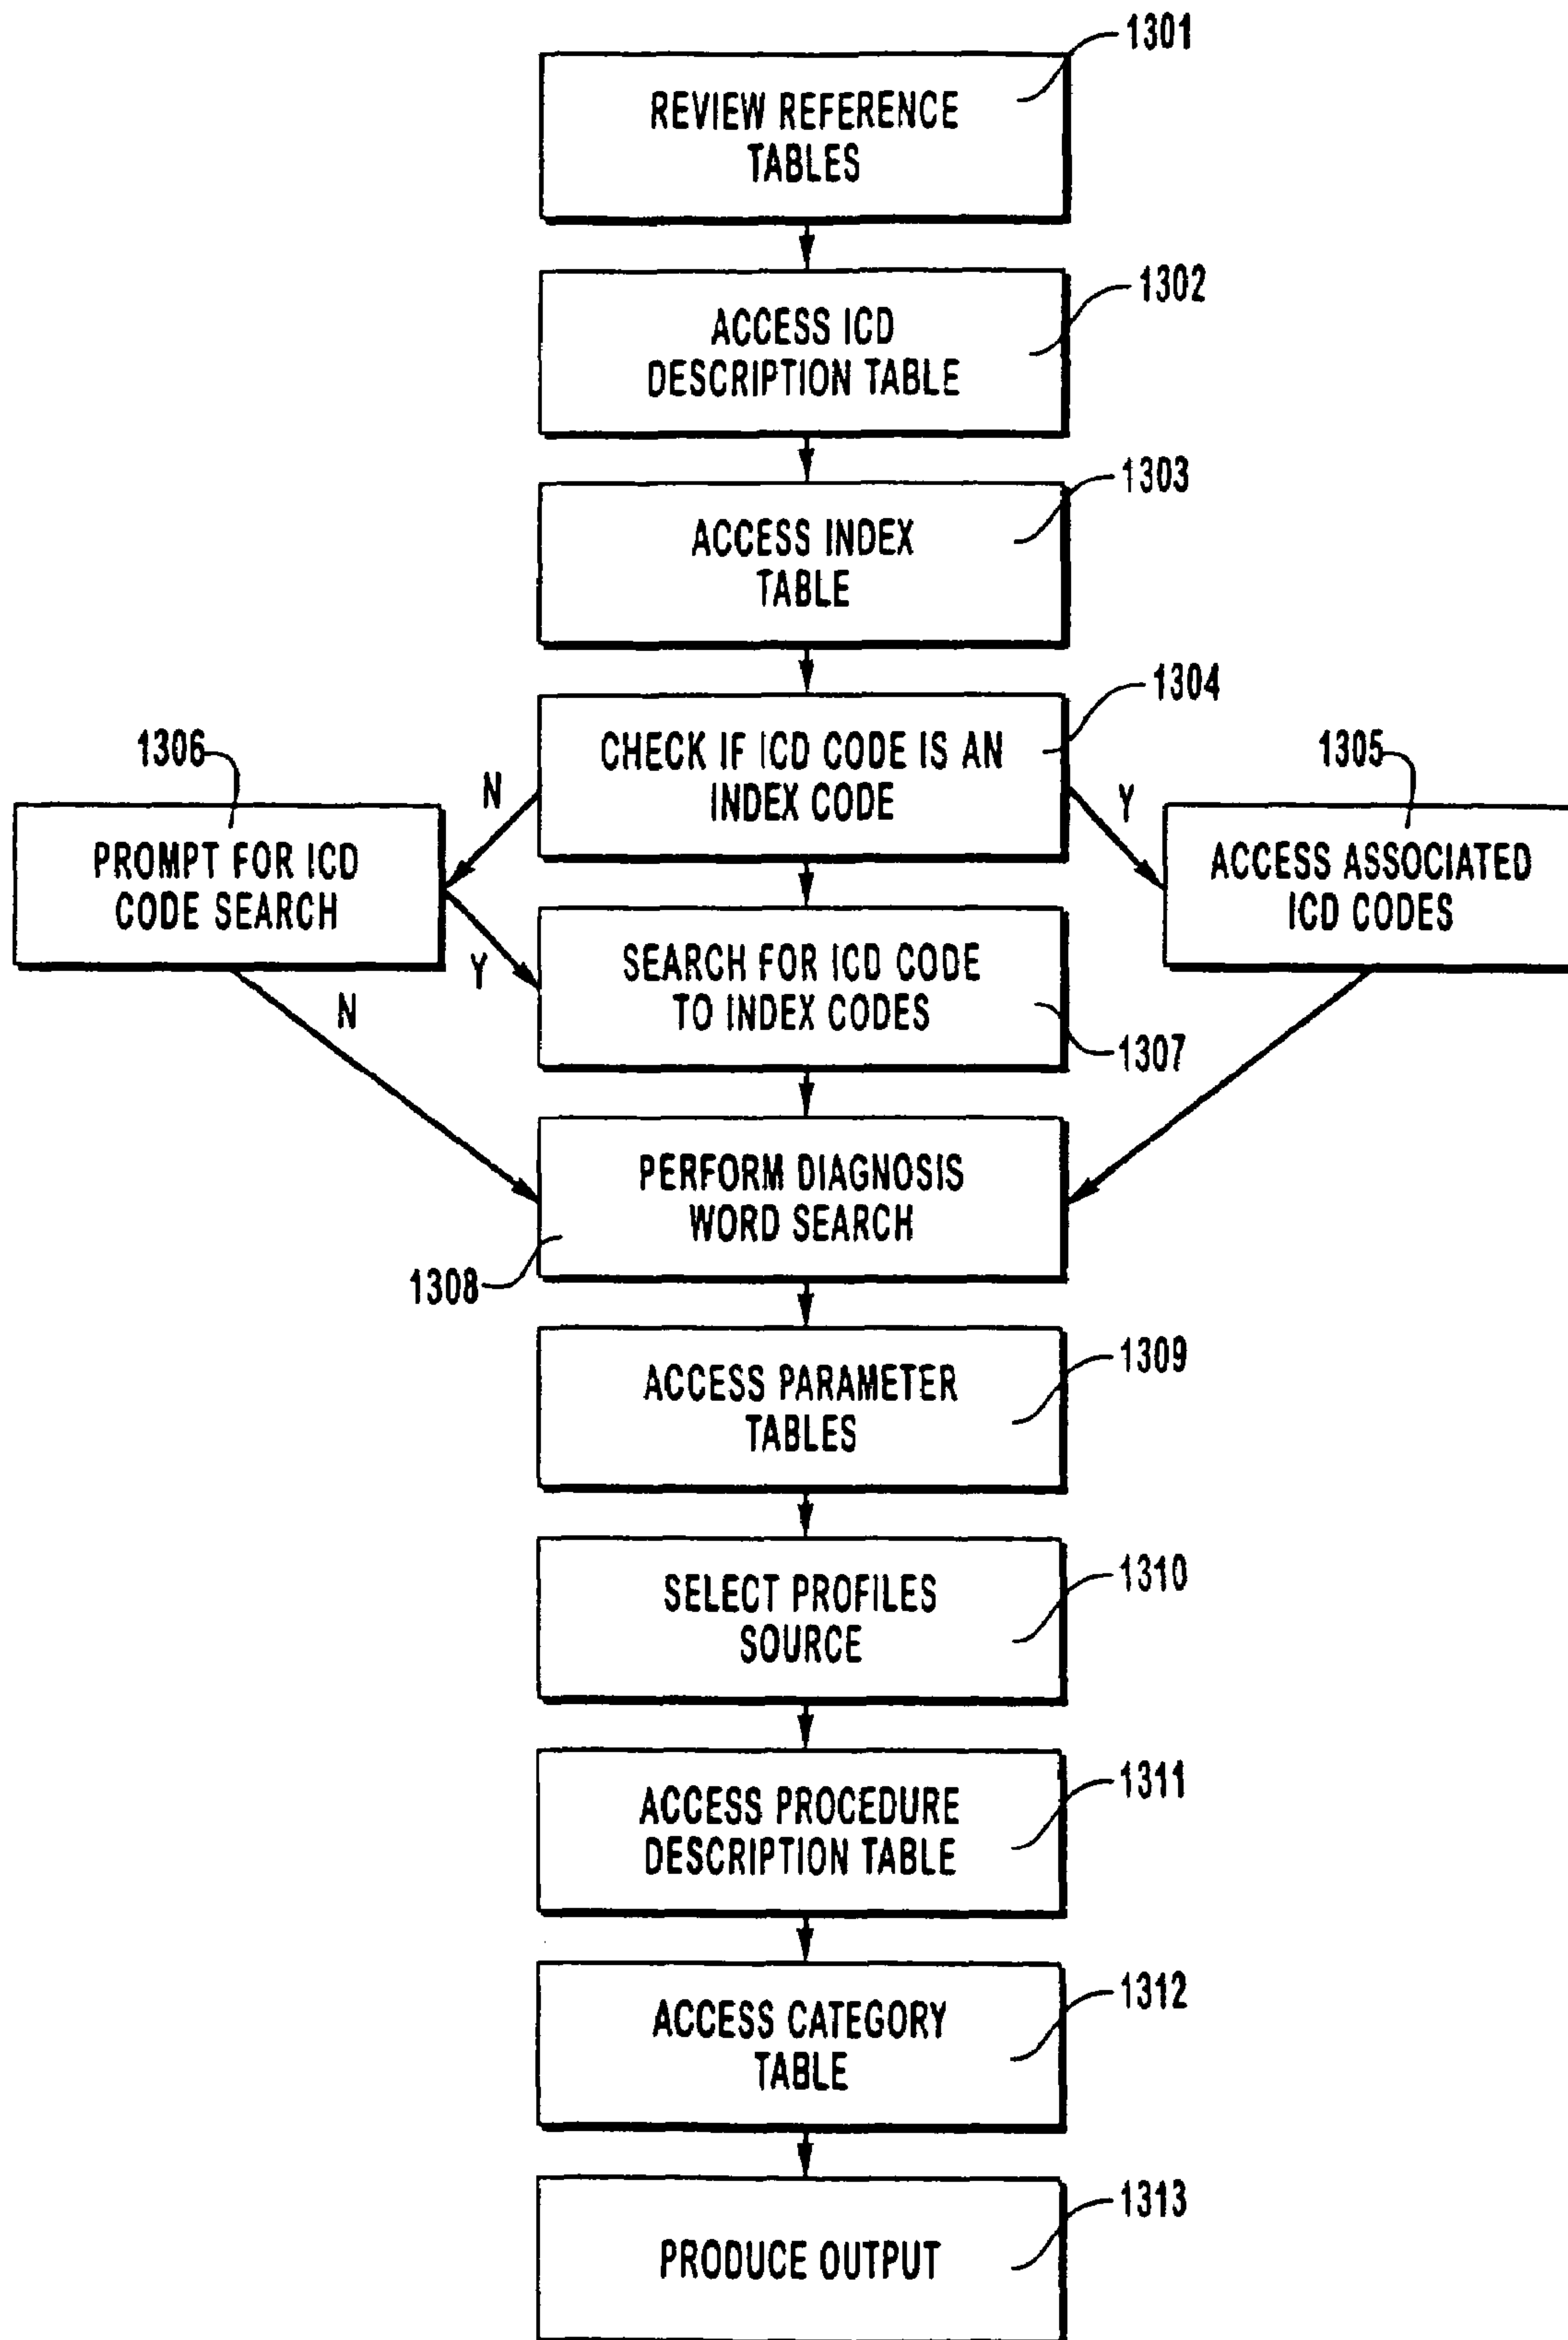 1301
REVIEW REFERENCE
TABLES
1302
ACCESS ICD
DESCRIPTION TABLE
1303
ACCESS INDEX
TABLE
1304
CHECK IF ICD CODE IS AN
INDEX CODE
N
Y
1306
PROMPT FOR ICD
CODE SEARCH
1305
ACCESS ASSOCIATED
ICD CODES
Y
N
SEARCH FOR ICD CODE
TO INDEX CODES
1307
PERFORM DIAGNOSIS
WORD SEARCH
1308
1309
ACCESS PARAMETER
TABLES
1310
SELECT PROFILES
SOURCE
1311
ACCESS PROCEDURE
DESCRIPTION TABLE
1312
ACCESS CATEGORY
TABLE
1313
PRODUCE OUTPUT